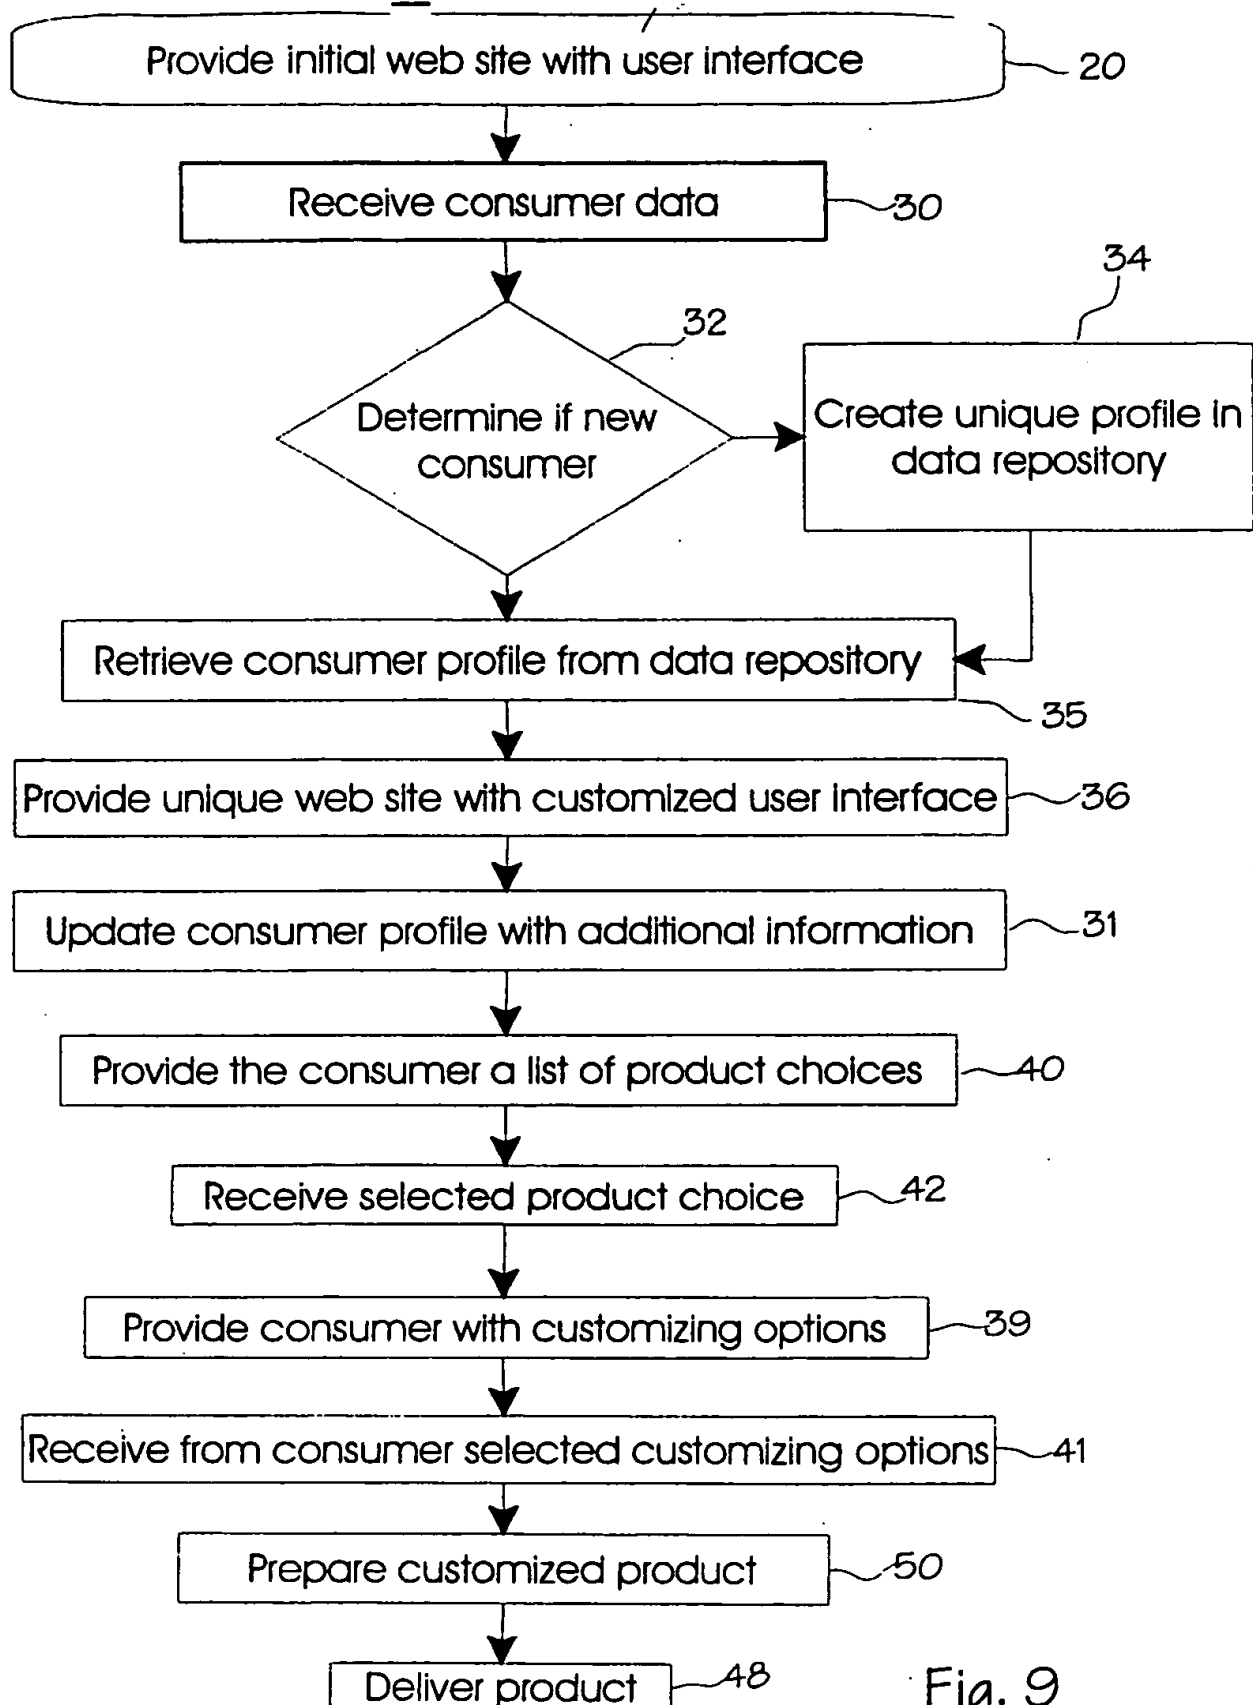 Provide initial web site with user interface
20
Receive consumer data
30
34
32
Determine if new
consumer
Create unique profile in
data repository
Retrieve consumer profile from data repository
35
Provide unique web site with customized user interface
36
Update consumer profile with additional information
31
Provide the consumer a list of product choices
40
Receive selected product choice
42
Provide consumer with customizing options
39
Receive from consumer selected customizing options
41
Prepare customized product
50
Deliver product
48
Fig. 9